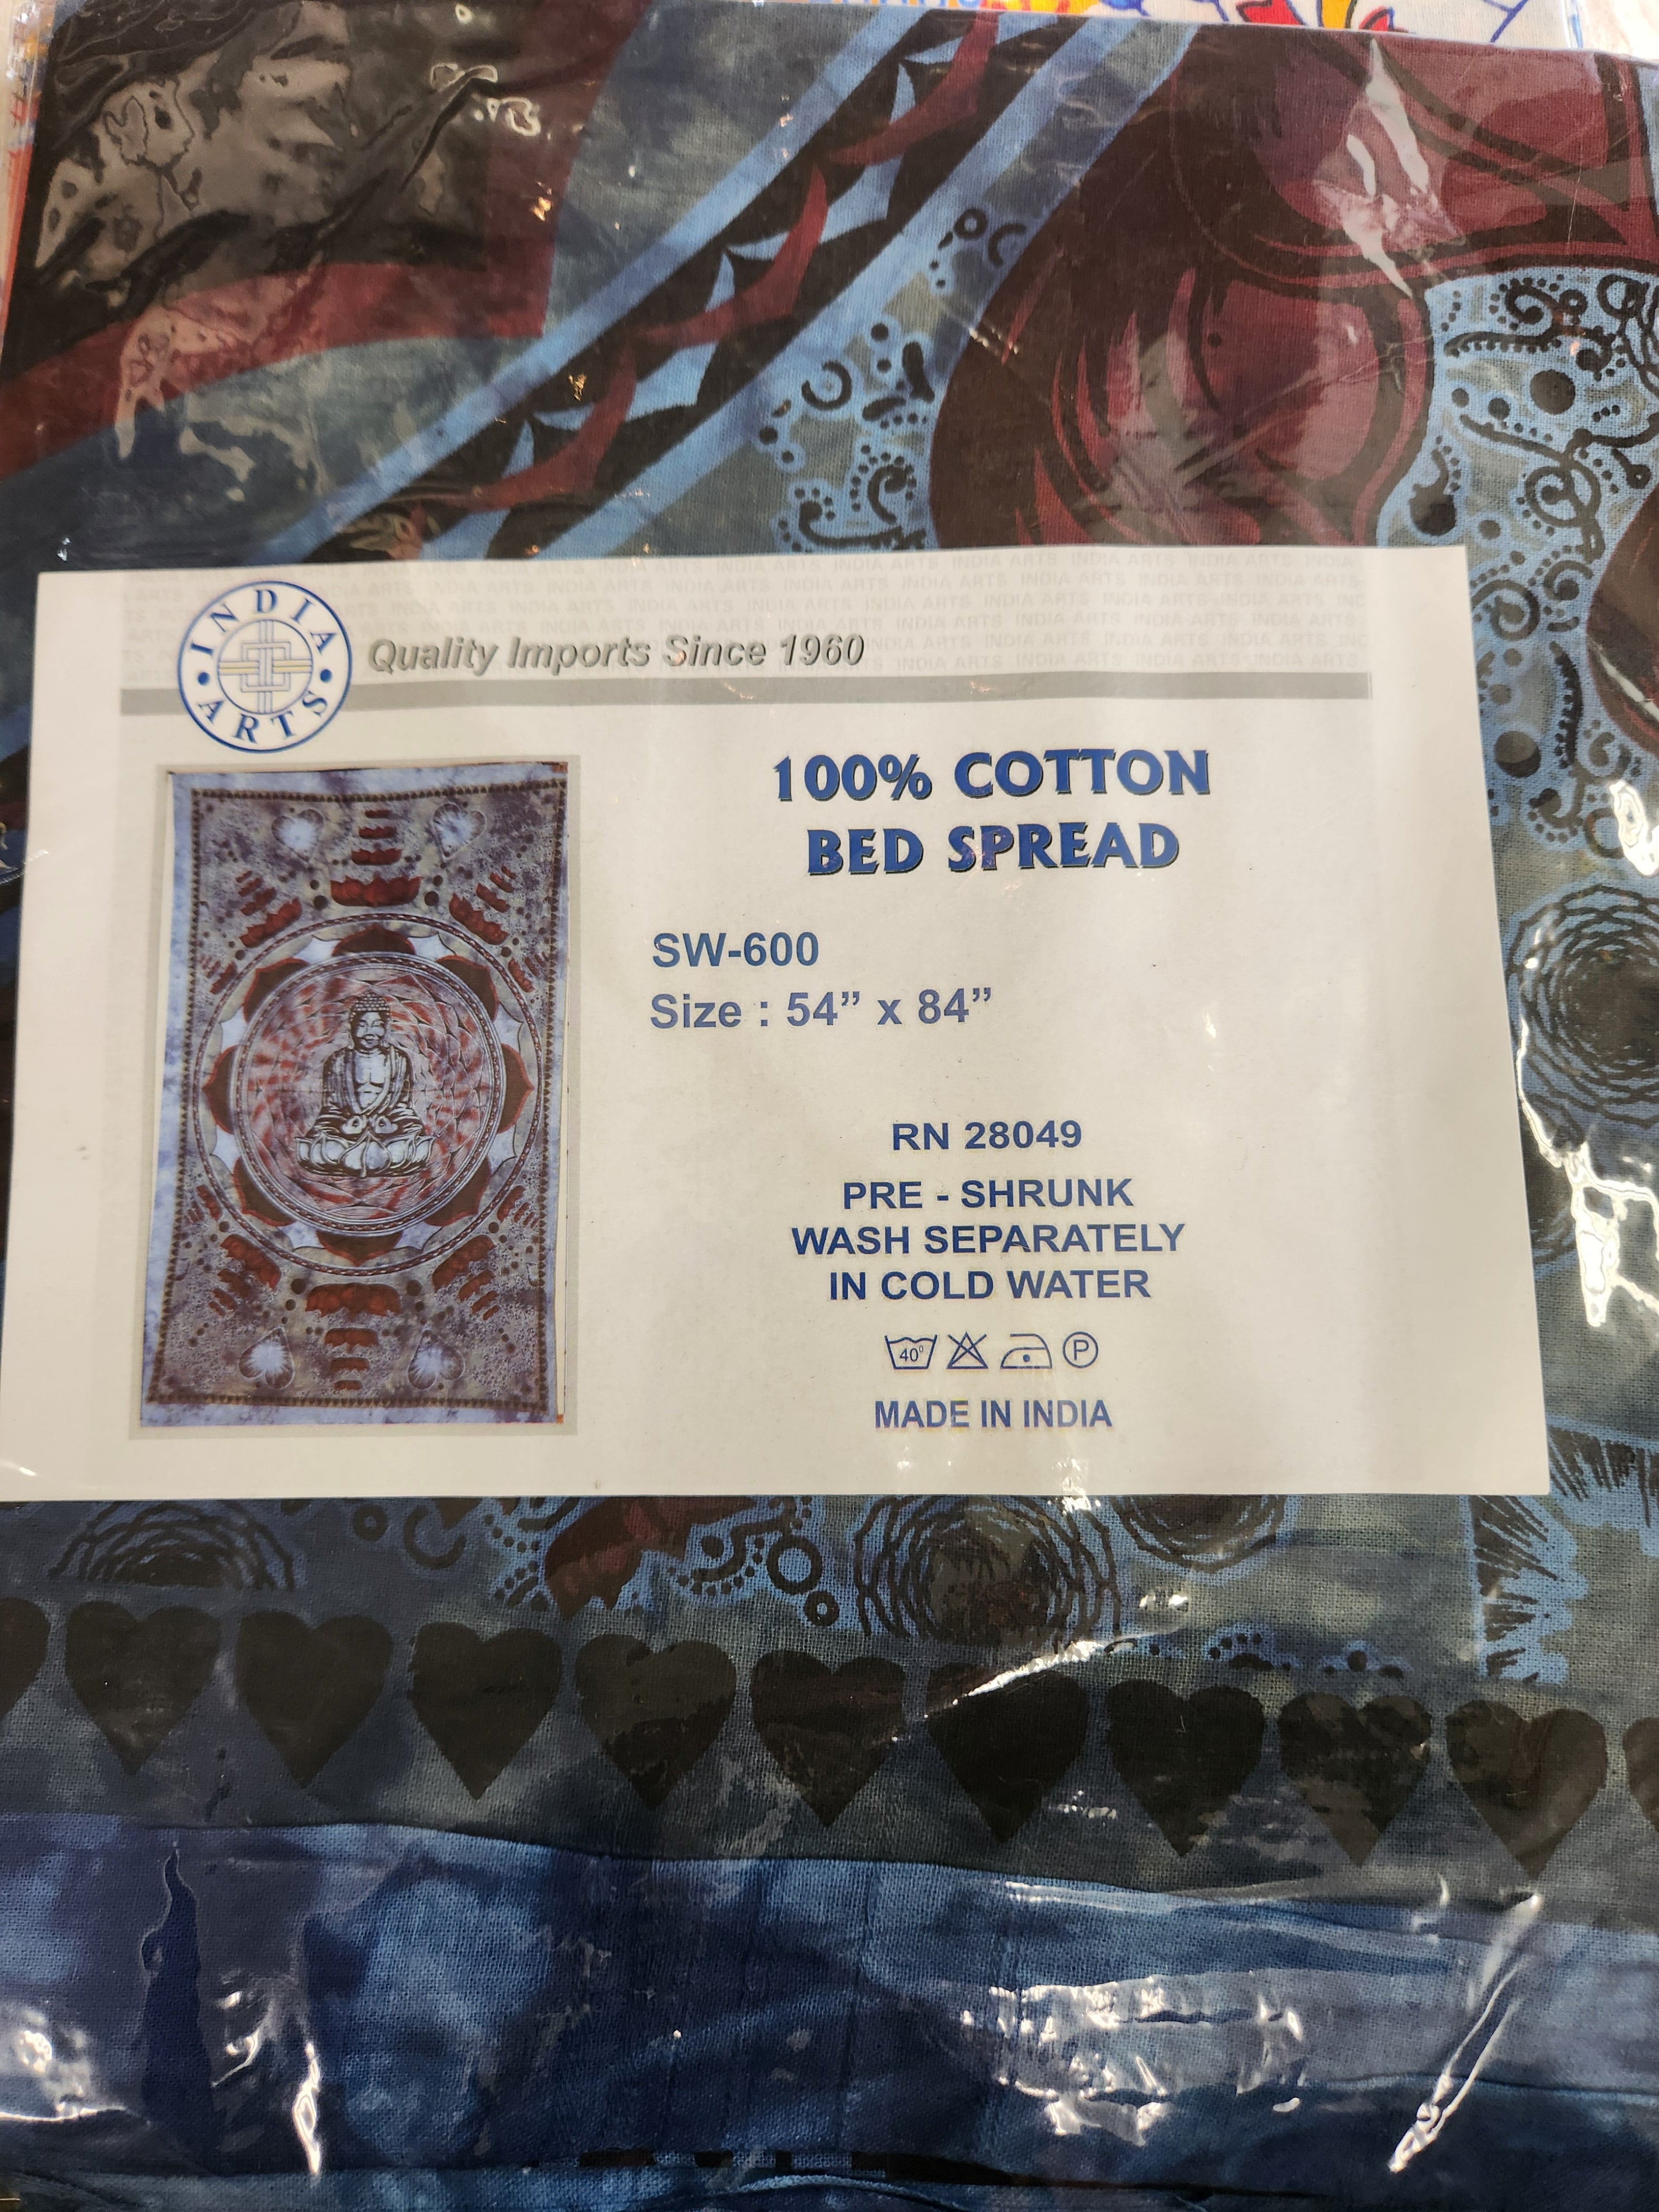 INDIA ARTS
Quality Imports Since 1960
100% COTTON
BED SPREAD
SW-600
Size : 54” x 84”
RN 28049
PRE - SHRUNK
WASH SEPARATELY
IN COLD WATER
40⁰ P
MADE IN INDIA